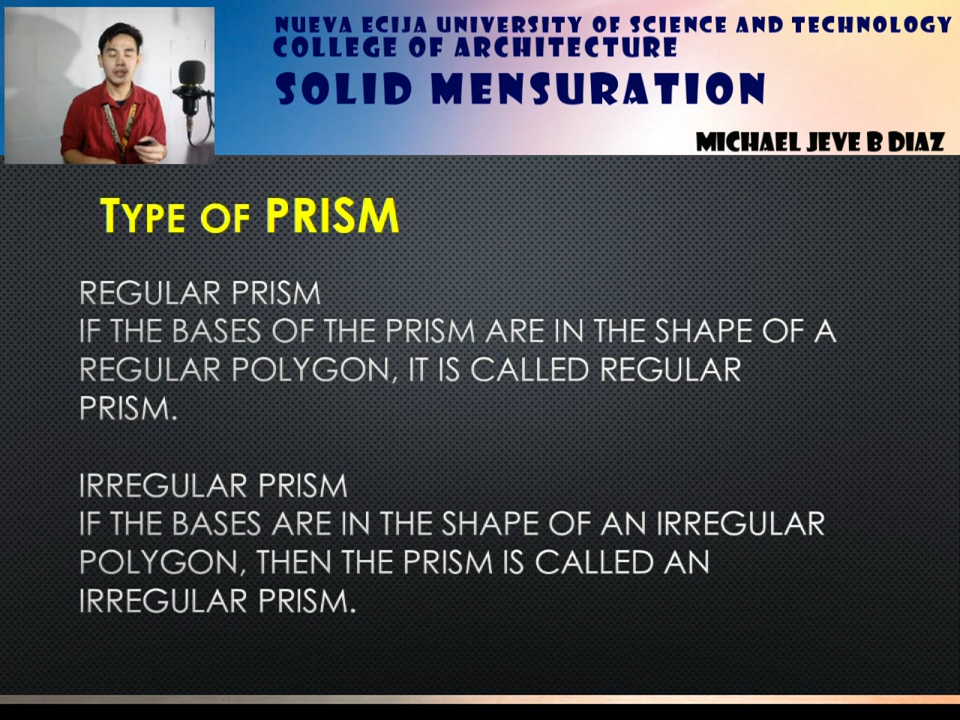 NUEVA ECIJA UNIVERSITY OF SCIENCE AND TECHNOLOGY
COLLEGE OF ARCHITECTURE
SOLID MENSURATION
MICHAEL JEVE B DIAZ
TYPE OF PRISM
REGULAR PRISM
IF THE BASES OF THE PRISM ARE IN THE SHAPE OF A
REGULAR POLYGON, IT IS CALLED REGULAR
PRISM.
IRREGULAR PRISM
IF THE BASES ARE IN THE SHAPE OF AN IRREGULAR
POLYGON, THEN THE PRISM IS CALLED AN
IRREGULAR PRISM.